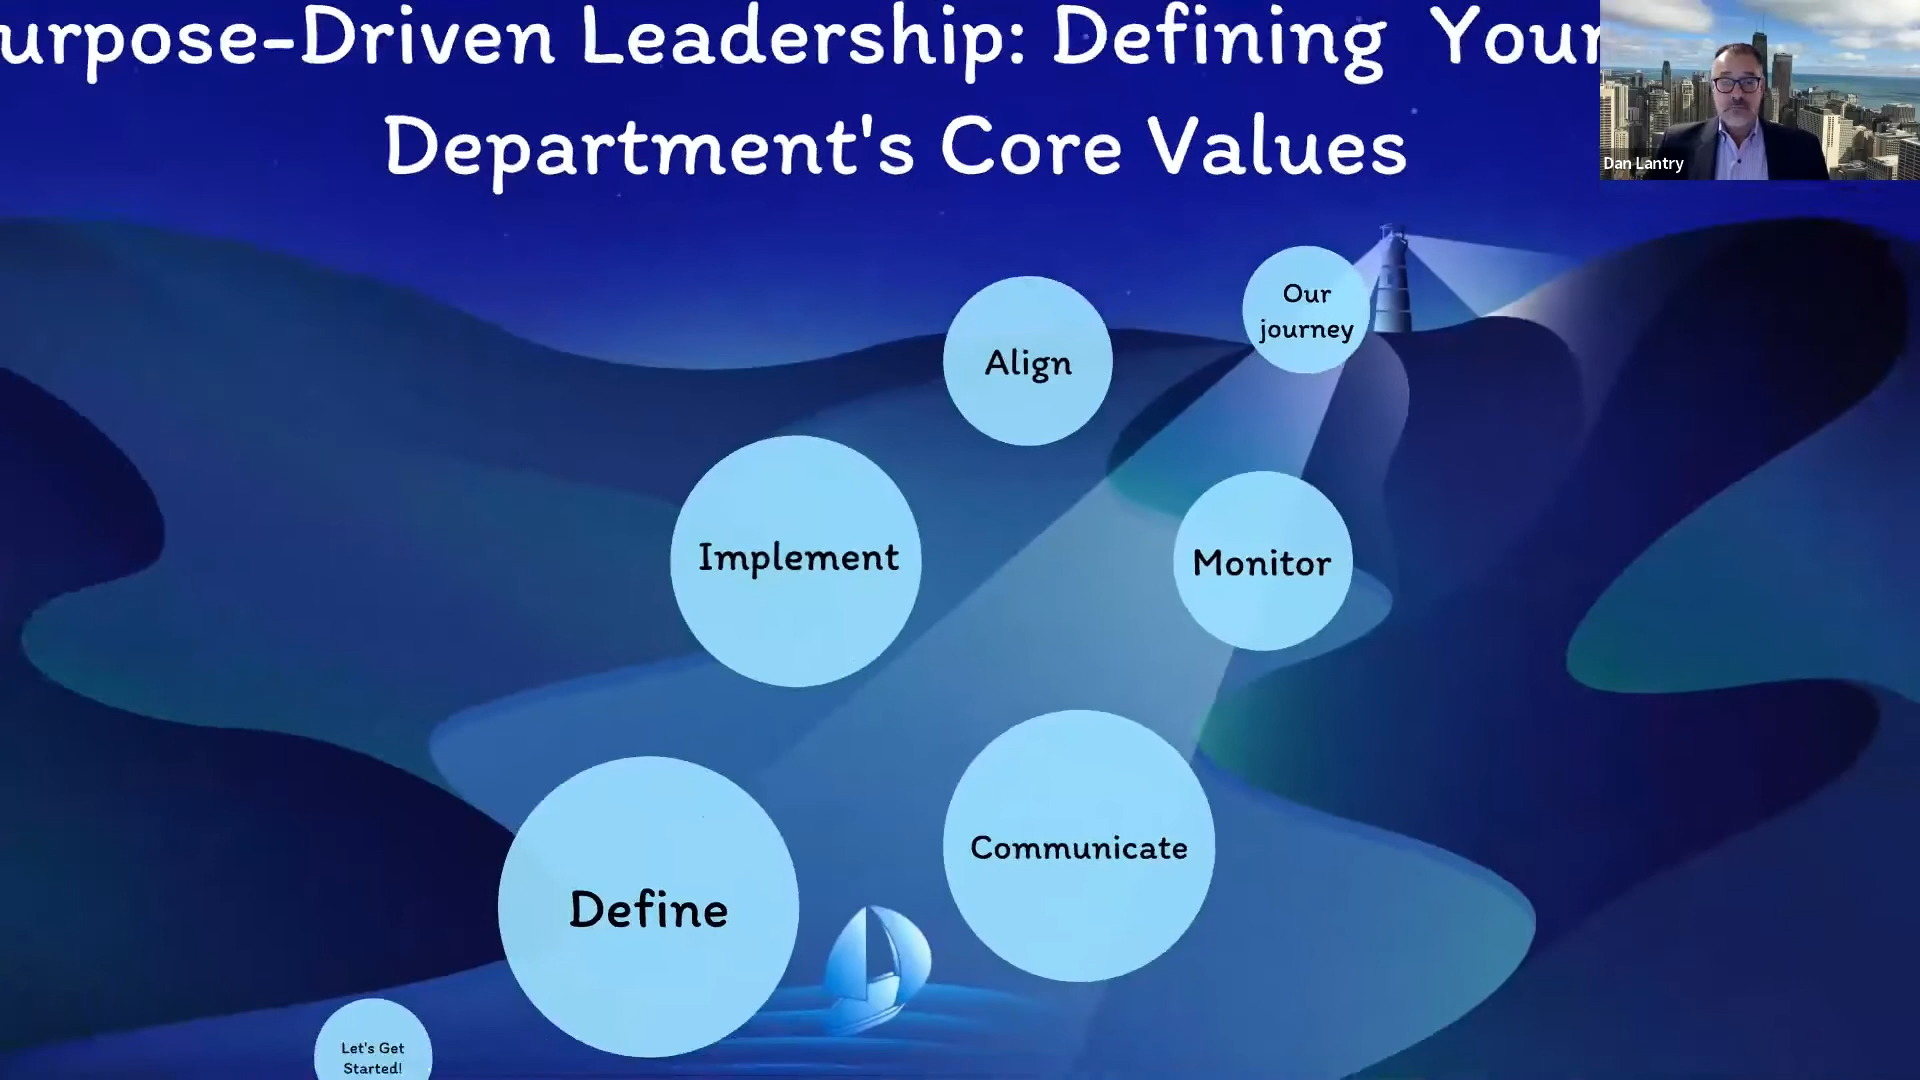 urpose-Driven Leadership: Defining Your
Department's Core Values
Dan Lantry
Our
journey
Align
Implement
Monitor
Communicate
Define
Let's Get
Started!